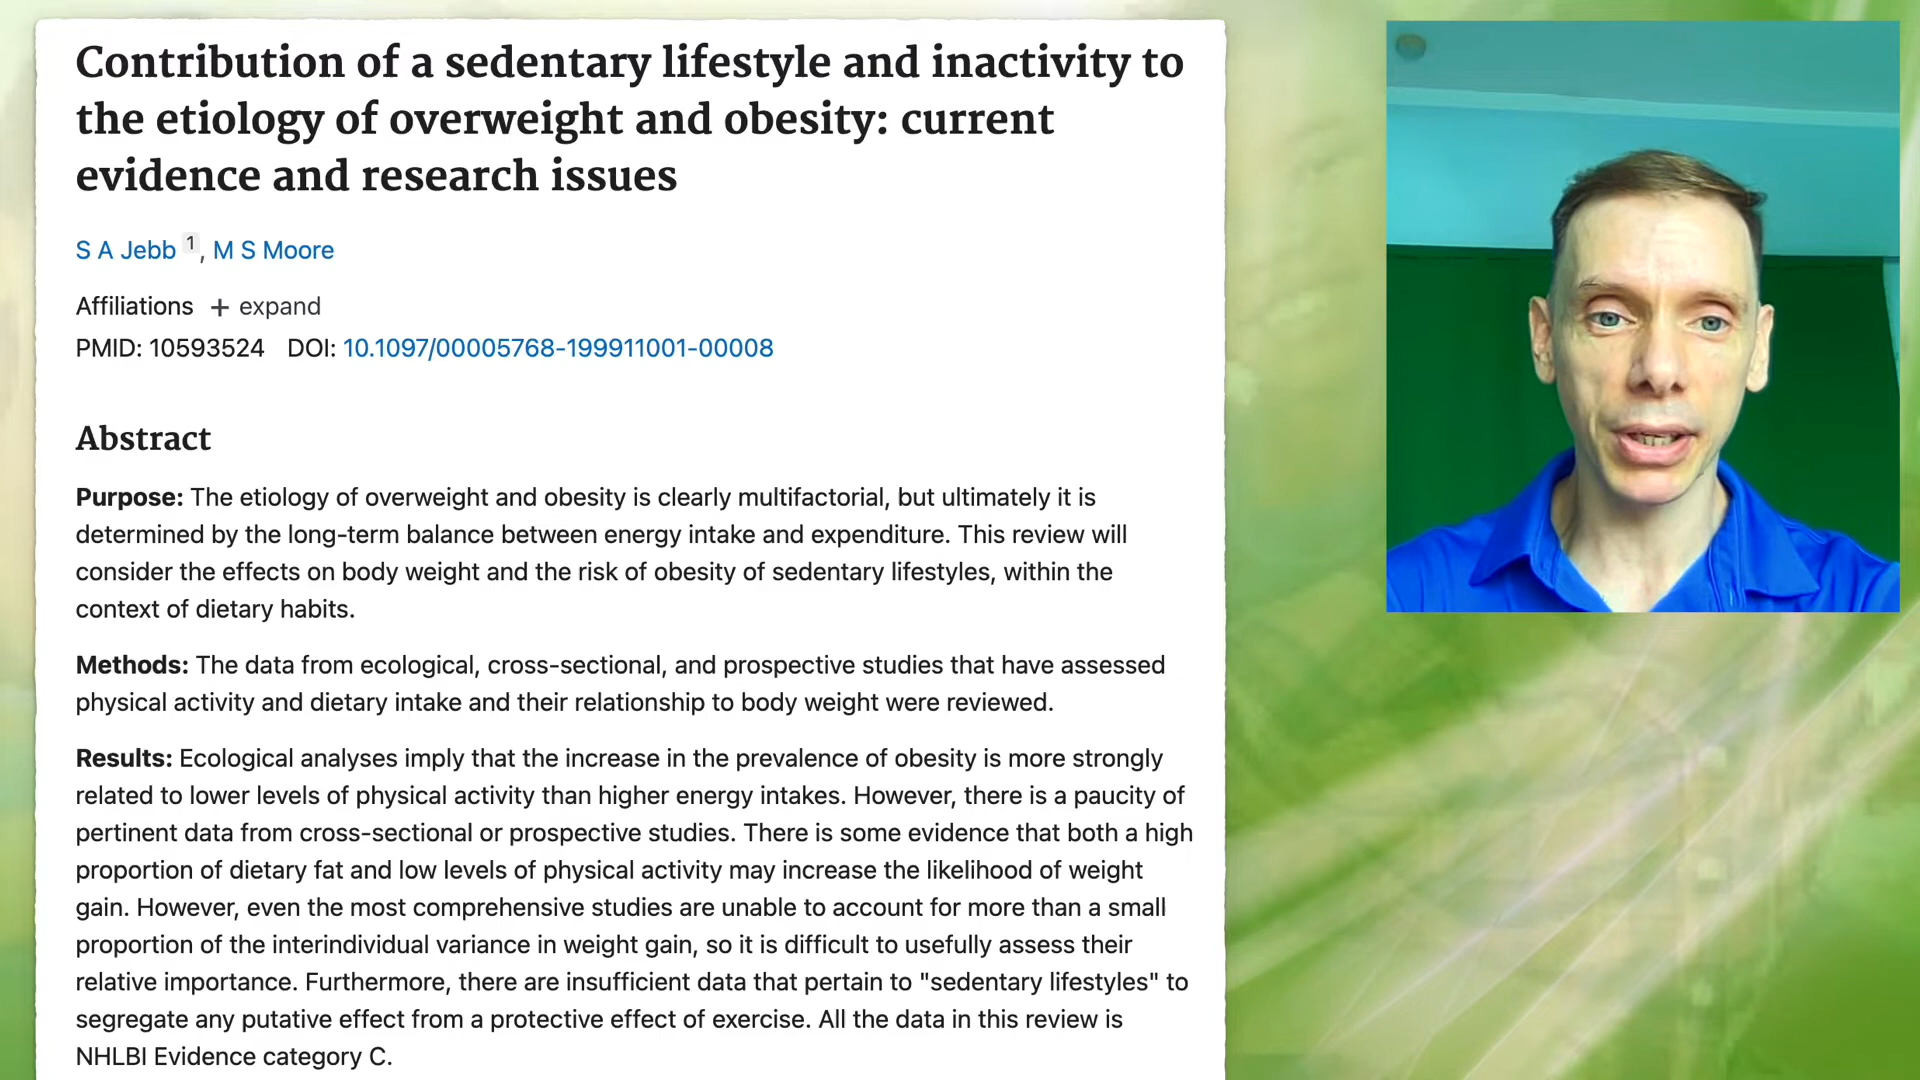 Contribution of a sedentary lifestyle and inactivity to
the etiology of overweight and obesity: current
evidence and research issues
S A Jebb 1, M S Moore
Affiliations + expand
PMID: 10593524 DOI: 10.1097/00005768-199911001-00008
Abstract
Purpose: The etiology of overweight and obesity is clearly multifactorial, but ultimately it is
determined by the long-term balance between energy intake and expenditure. This review will
consider the effects on body weight and the risk of obesity of sedentary lifestyles, within the
context of dietary habits.
Methods: The data from ecological, cross-sectional, and prospective studies that have assessed
physical activity and dietary intake and their relationship to body weight were reviewed.
Results: Ecological analyses imply that the increase in the prevalence of obesity is more strongly
related to lower levels of physical activity than higher energy intakes. However, there is a paucity of
pertinent data from cross-sectional or prospective studies. There is some evidence that both a high
proportion of dietary fat and low levels of physical activity may increase the likelihood of weight
gain. However, even the most comprehensive studies are unable to account for more than a small
proportion of the interindividual variance in weight gain, so it is difficult to usefully assess their
relative importance. Furthermore, there are insufficient data that pertain to "sedentary lifestyles" to
segregate any putative effect from a protective effect of exercise. All the data in this review is
NHLBI Evidence category C.